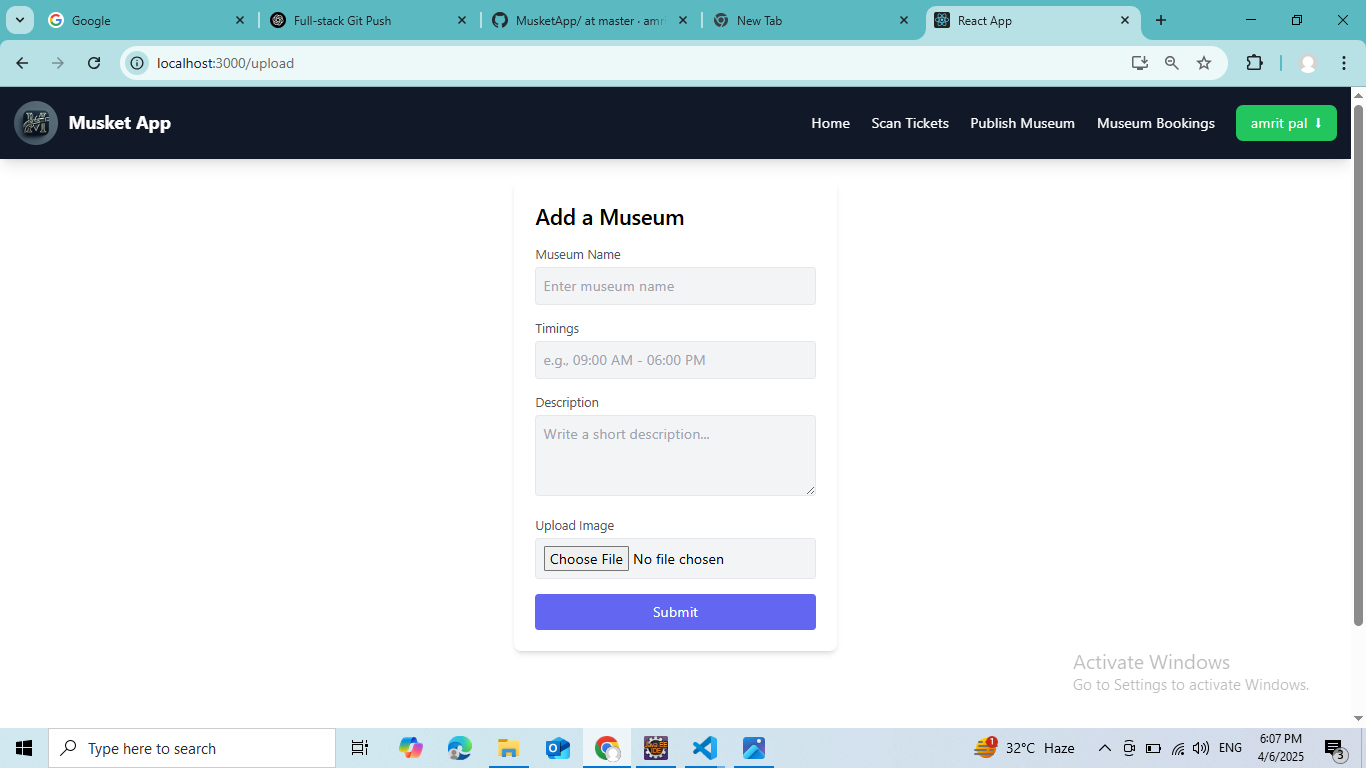 Google
Full-stack Git Push
MusketApp/ at master · amri
New Tab
React App
localhost:3000/upload
Musket App
Home
Scan Tickets
Publish Museum
Museum Bookings
amrit pal ⬇
Add a Museum
Museum Name
Enter museum name
Timings
e.g., 09:00 AM - 06:00 PM
Description
Write a short description...
Upload Image
Choose File No file chosen
Submit
Activate Windows
Go to Settings to activate Windows.
Type here to search
1
32°C Haze
ENG
6:07 PM
4/6/2025
3